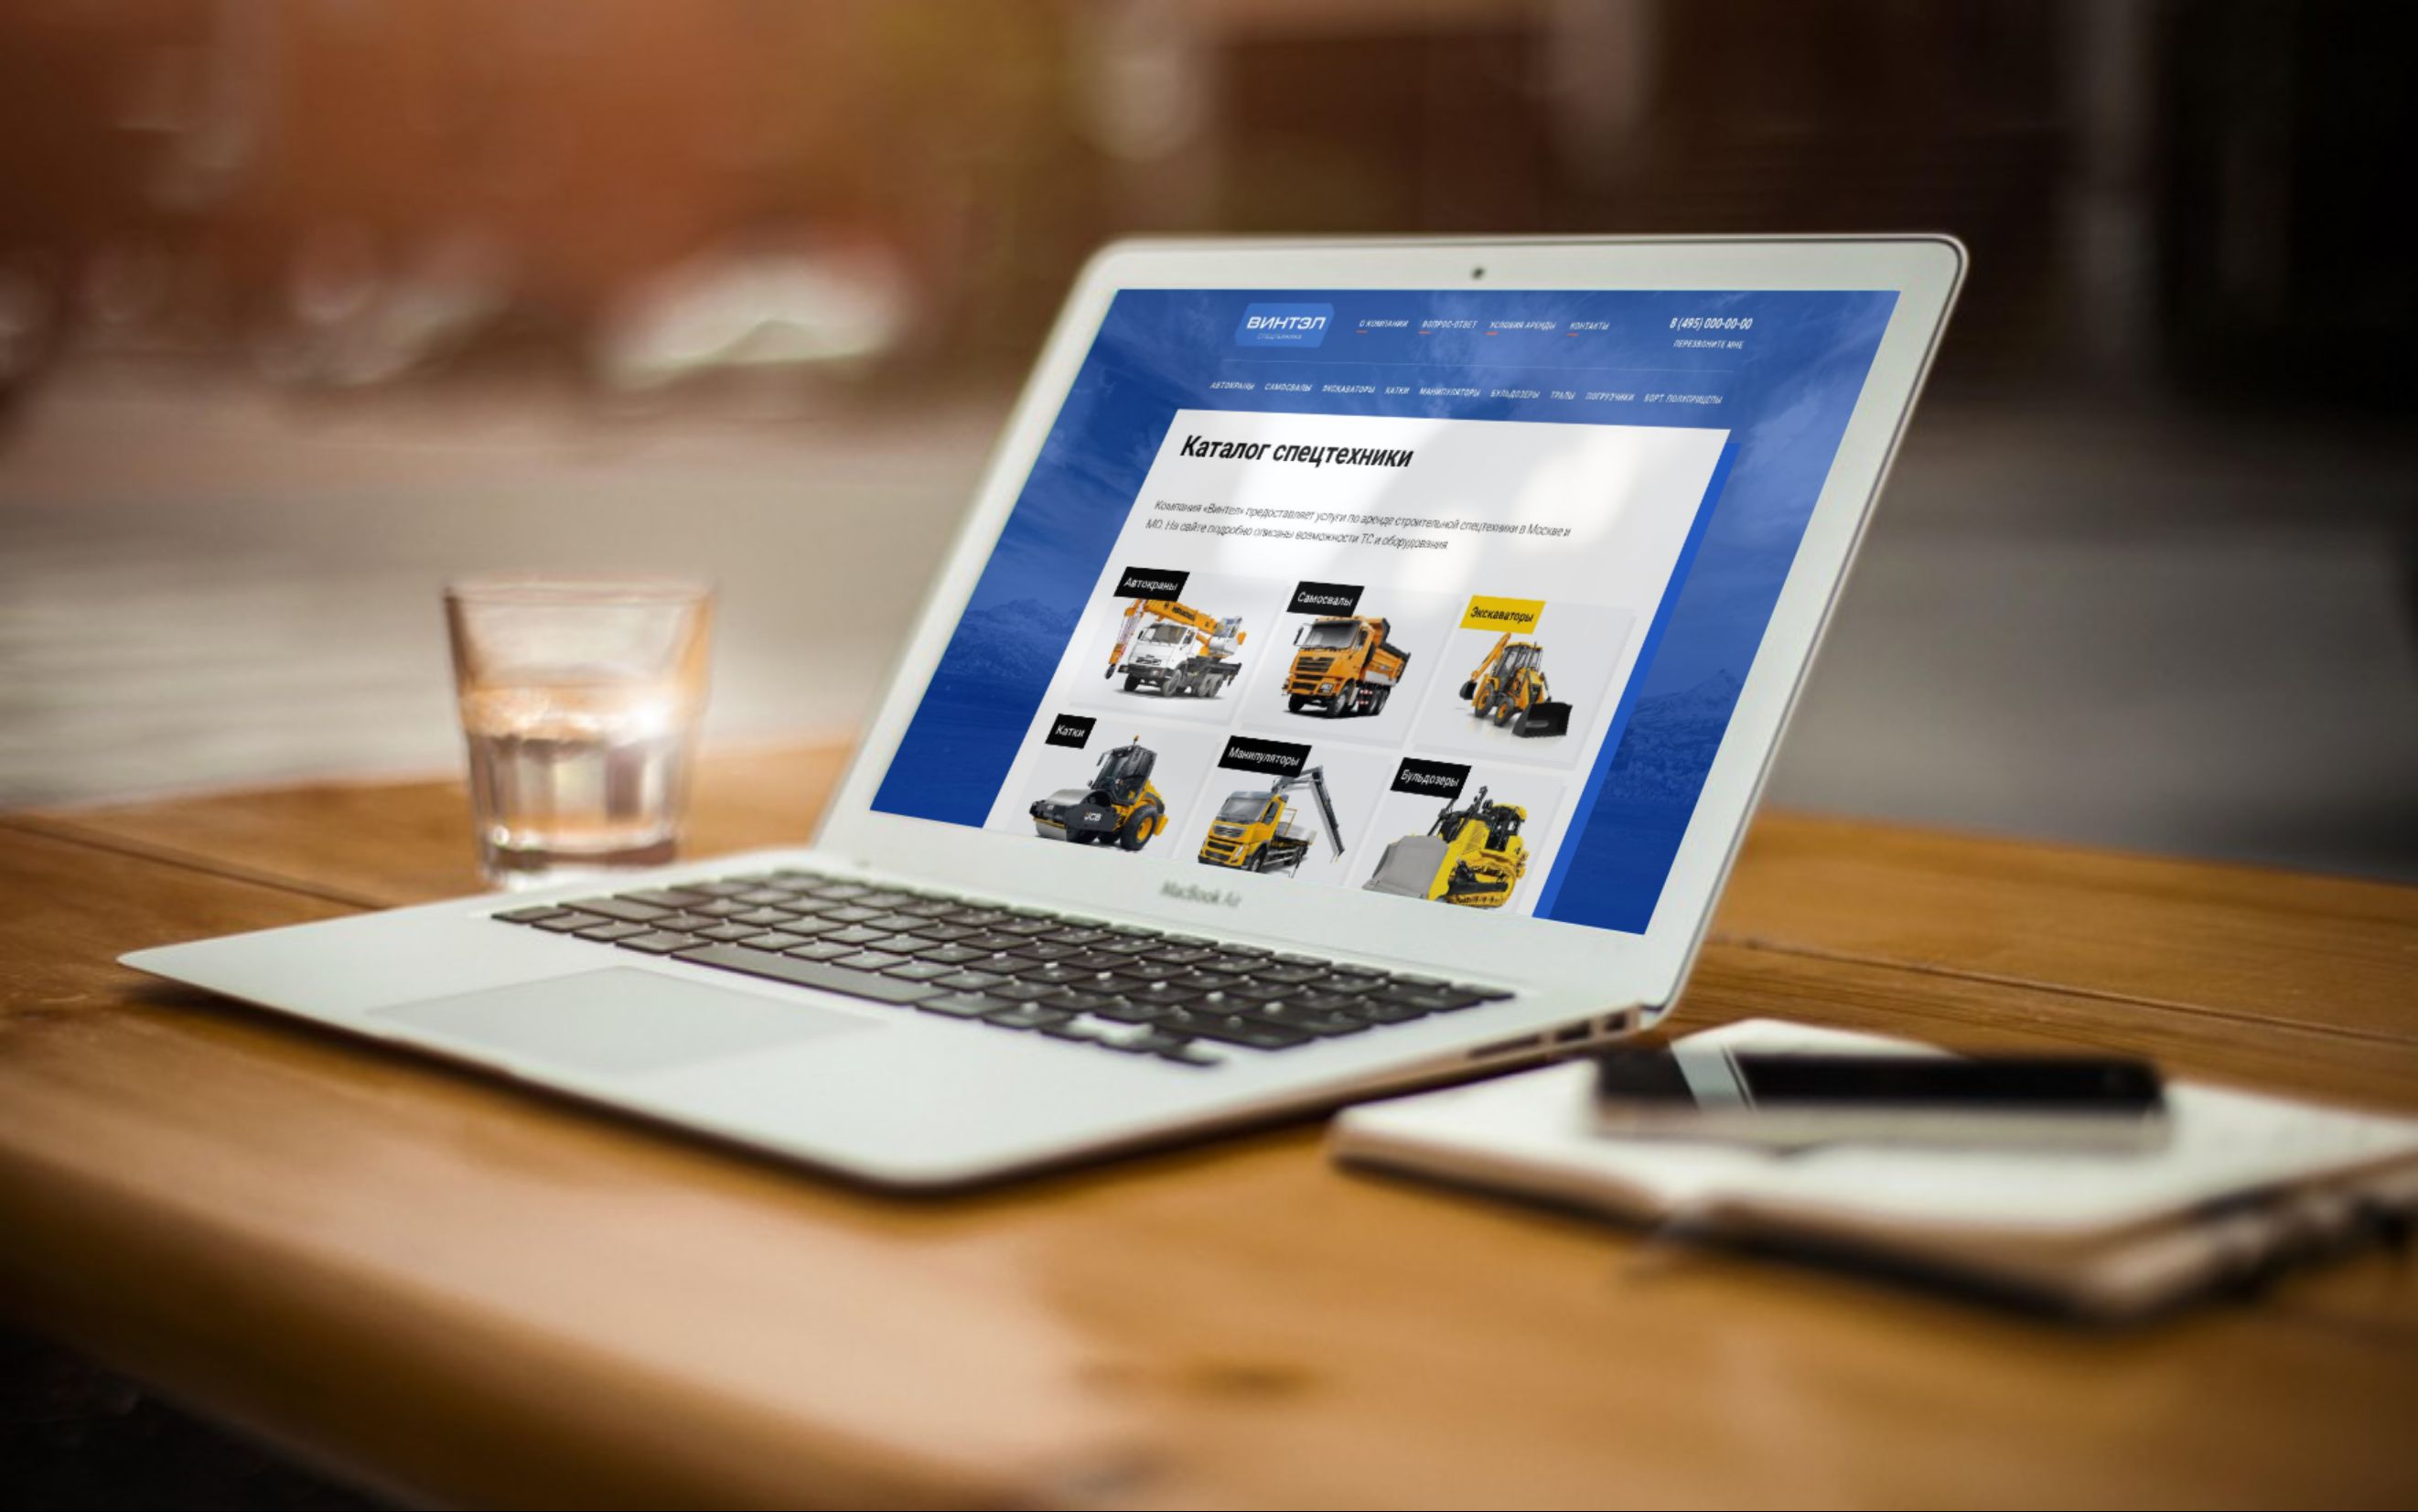 ВИНТЭЛ
спецтехника
О КОМПАНИИ ВОПРОС-ОТВЕТ УСЛОВИЯ АРЕНДЫ КОНТАКТЫ
8 (495) 000-00-00
ПЕРЕЗВОНИТЕ МНЕ
АВТОКРАНЫ САМОСВАЛЫ ЭКСКАВАТОРЫ КАТКИ МАНИПУЛЯТОРЫ БУЛЬДОЗЕРЫ ТРАЛЫ ПОГРУЗЧИКИ БОРТ. ПОЛУПРИЦЕПЫ
Каталог спецтехники
Компания «Винтел» предоставляет услуги по аренде строительной спецтехники в Москве и
МО. На сайте подробно описаны возможности ТС и оборудования.
Автокраны
Самосвалы
Экскаваторы
Катки
Манипуляторы
Бульдозеры
JCB
MacBook Air